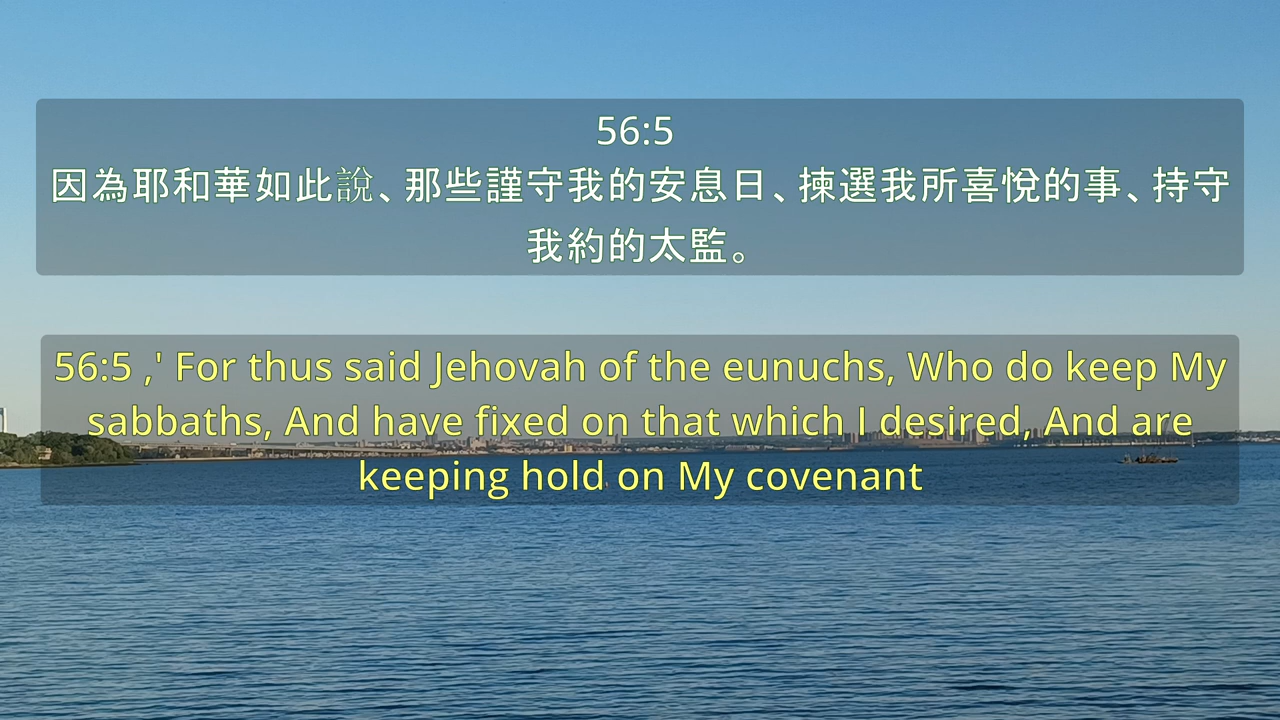 56:5
因為耶和華如此說、那些謹守我的安息日、揀選我所喜悅的事、持守
我約的太監。
56:5 ,' For thus said Jehovah of the eunuchs, Who do keep My
sabbaths, And have fixed on that which I desired, And are
keeping hold on My covenant